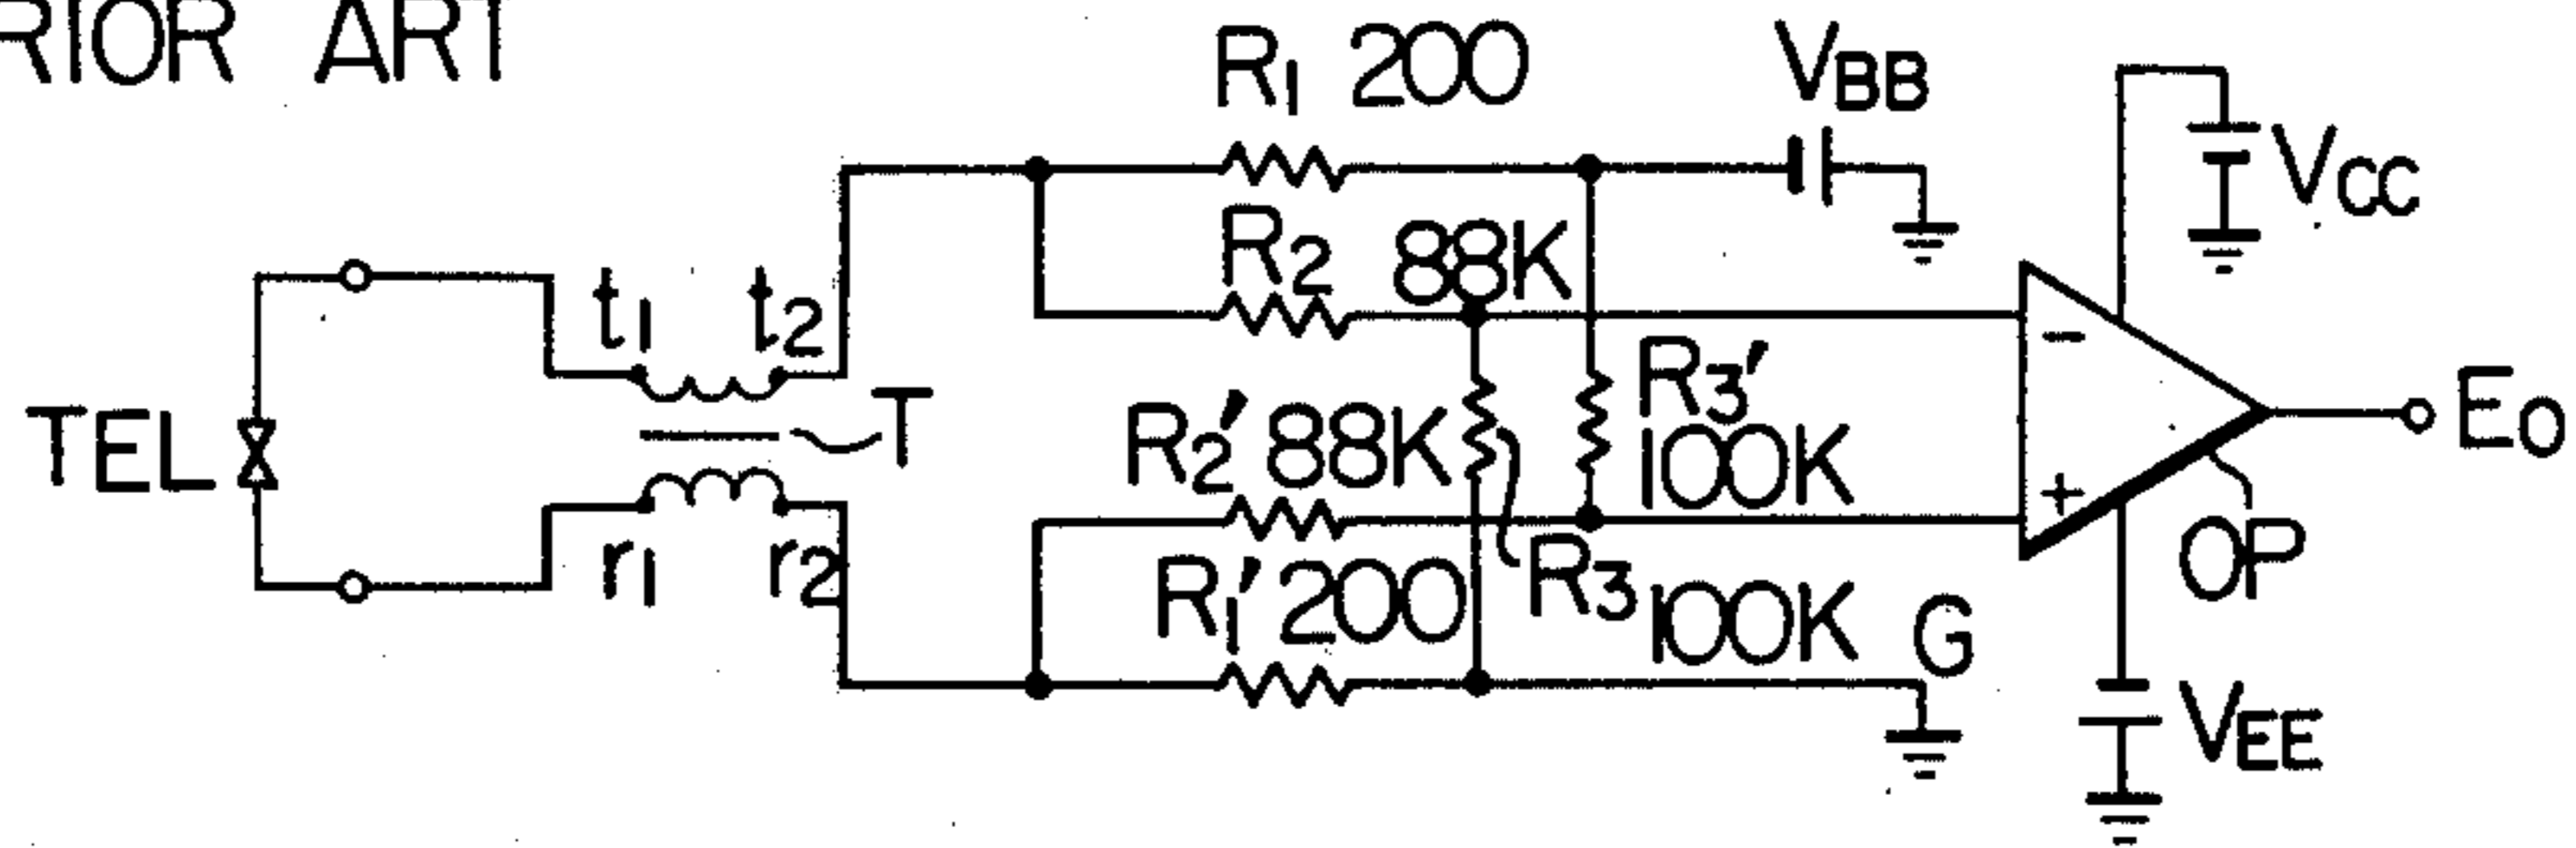 RIOR ART
R1 200
VBB
VCC
R2 88K
t1 t2
−
R3'
100K
TEL
T
R2' 88K
EO
+
OP
r1 r2
R1' 200
R3 100K
G
VEE